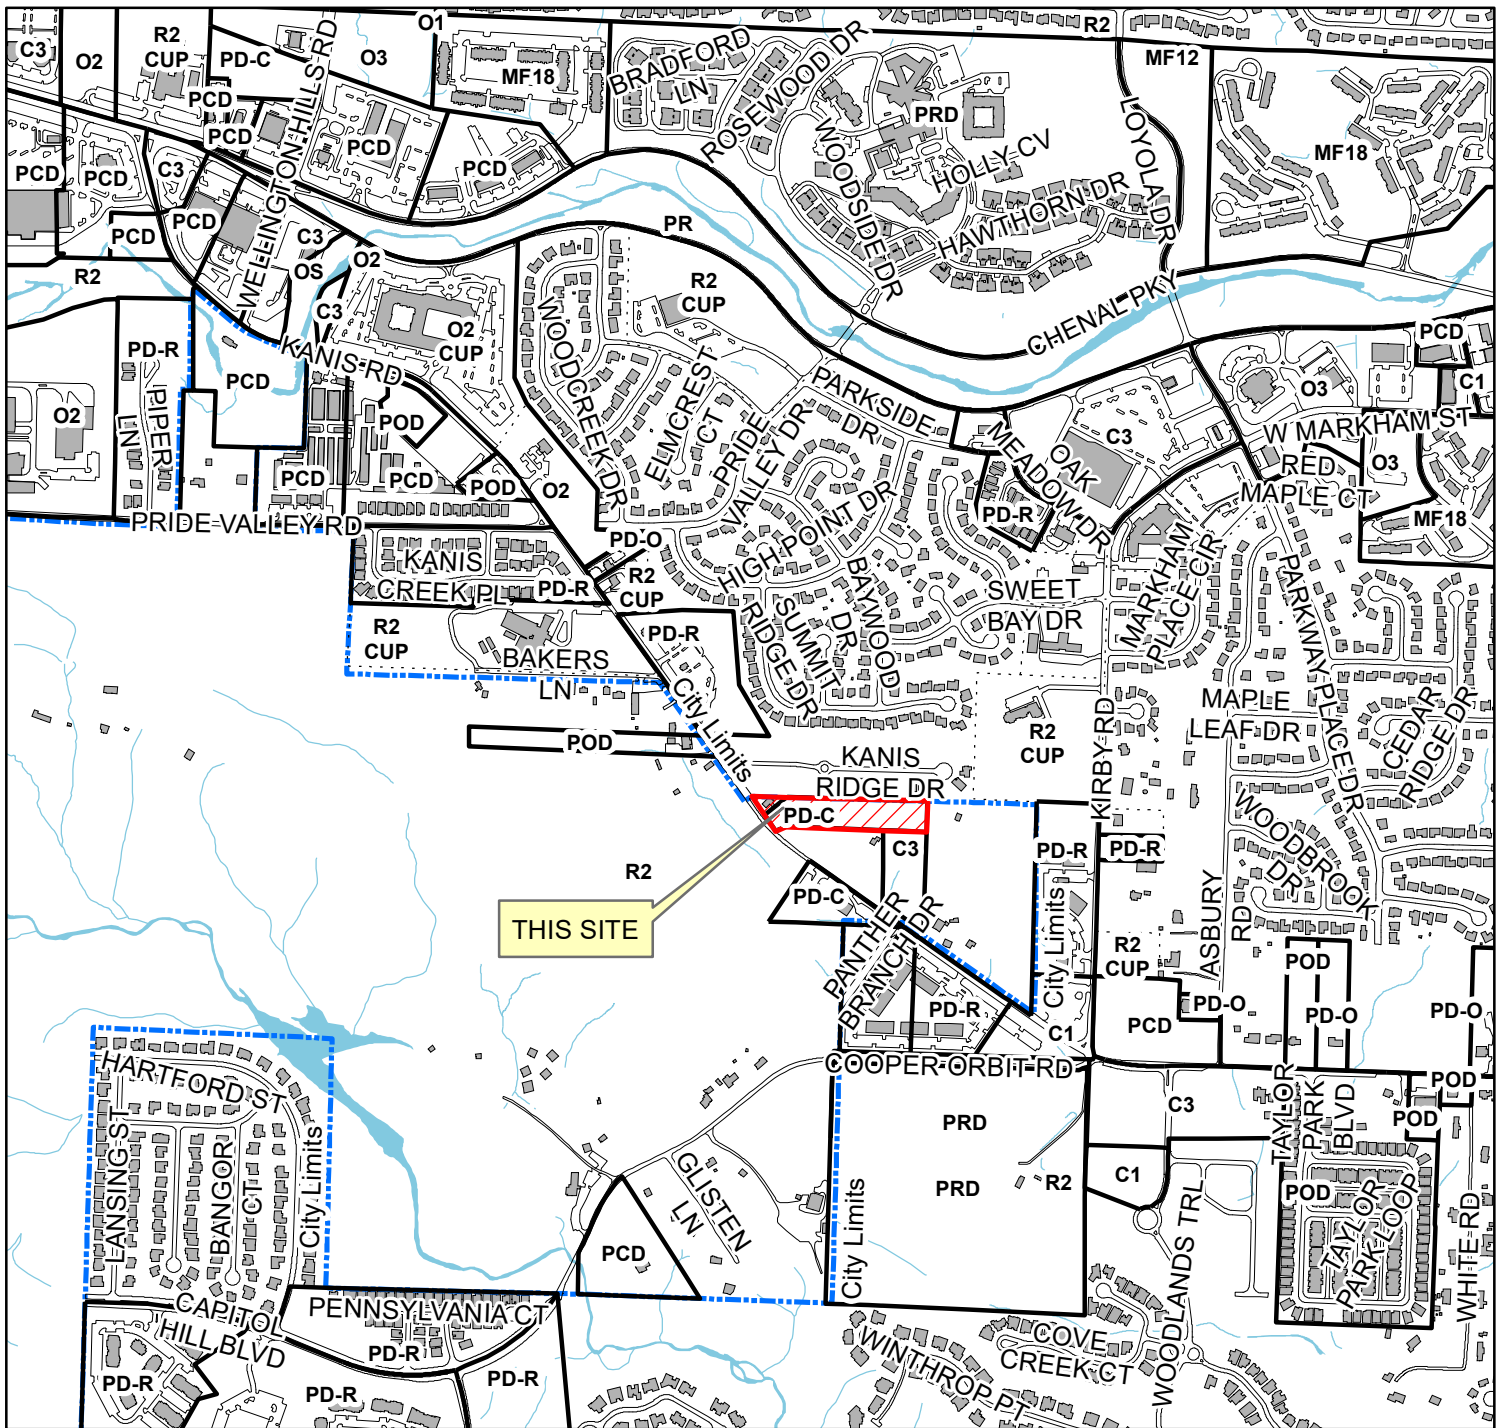 O1
R2
C3
O2
R2
CUP
PD-C
WELLINGTON HILLS RD
O3
MF18
BRADFORD
LN
ROSEWOOD DR
PRD
MF12
LOYOLA DR
MF18
PCD
PCD
PCD
PCD
WOODSIDE DR
HOLLY CV
HAWTHORN DR
PCD
PCD
C3
PCD
PCD
C3
OS
O2
PR
R2
C3
R2
CUP
CHENAL PKY
O2
CUP
PD-R
PCD
KANIS RD
WOODCREEK DR
ELMCREST
CT
PRIDE
VALLEY DR
PARKSIDE
DR
PCD
O3
C1
O2
PIPER
LN
POD
C3
W MARKHAM ST
RED
MAPLE CT
O3
MEADOW DR
OAK
PCD
PCD
POD
O2
PD-R
MF18
PRIDE VALLEY RD
PD-O
HIGH POINT DR
KANIS
CREEK PL
PD-R
R2
CUP
SUMMIT
RIDGE DR
BAYWOOD
DR
SWEET
BAY DR
MARKHAM
PLACE CIR
PARKWAY PLACE DR
R2
CUP
PD-R
BAKERS
LN
City Limits
POD
KANIS
RIDGE DR
R2
CUP
KIRBY RD
MAPLE
LEAF DR
CEDAR
RIDGE DR
PD-C
R2
C3
PD-R
PD-R
WOODBROOK
DR
THIS SITE
PD-C
PANTHER
BRANCH DR
City Limits
R2
CUP
ASBURY
RD
POD
PD-R
C1
PCD
PD-O
PD-O
PD-O
COOPER ORBIT RD
HARTFORD ST
LANSING ST
BANGOR
CT
City Limits
PRD
C3
TAYLOR
PARK
BLVD
POD
POD
GLISTEN
LN
PRD
R2
C1
POD
TAYLOR
PARK LOOP
WHITE RD
PCD
City Limits
WOODLANDS TRL
CAPITOL
HILL BLVD
PENNSYLVANIA CT
PD-R
PD-R
PD-R
PD-R
WINTHROP PT
COVE
CREEK CT